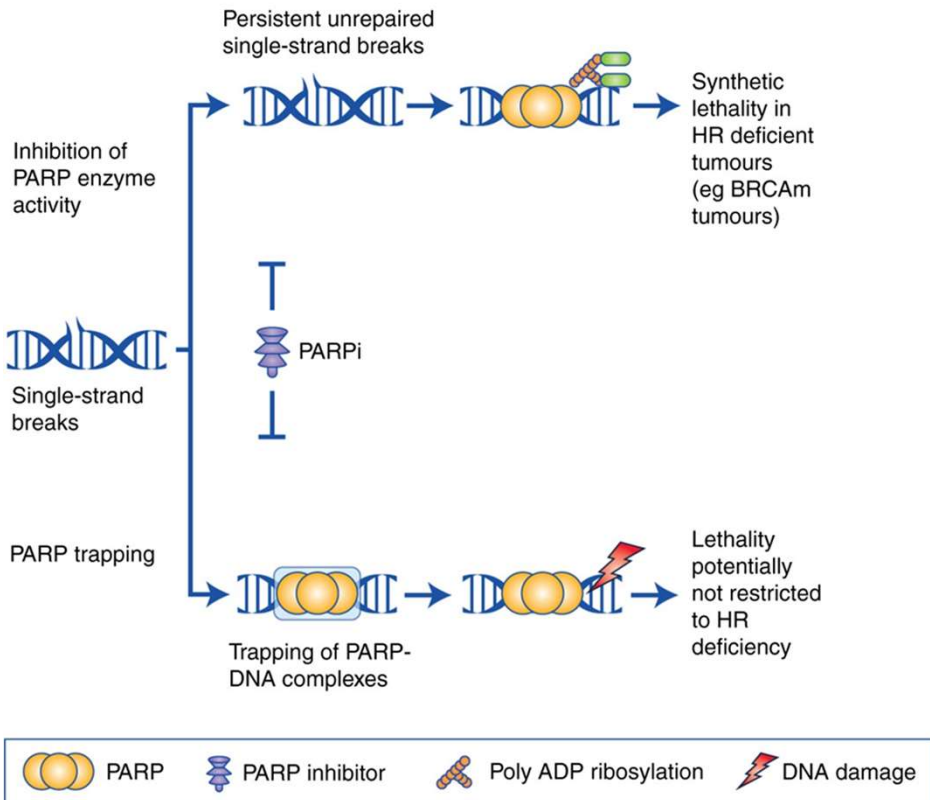 Persistent unrepaired
single-strand breaks
Synthetic
lethality in
HR deficient
tumours
(eg BRCAm
tumours)
Inhibition of
PARP enzyme
activity
PARPi
Single-strand
breaks
PARP trapping
Lethality
potentially
not restricted
to HR
deficiency
Trapping of PARP-
DNA complexes
PARP
PARP inhibitor
Poly ADP ribosylation
DNA damage